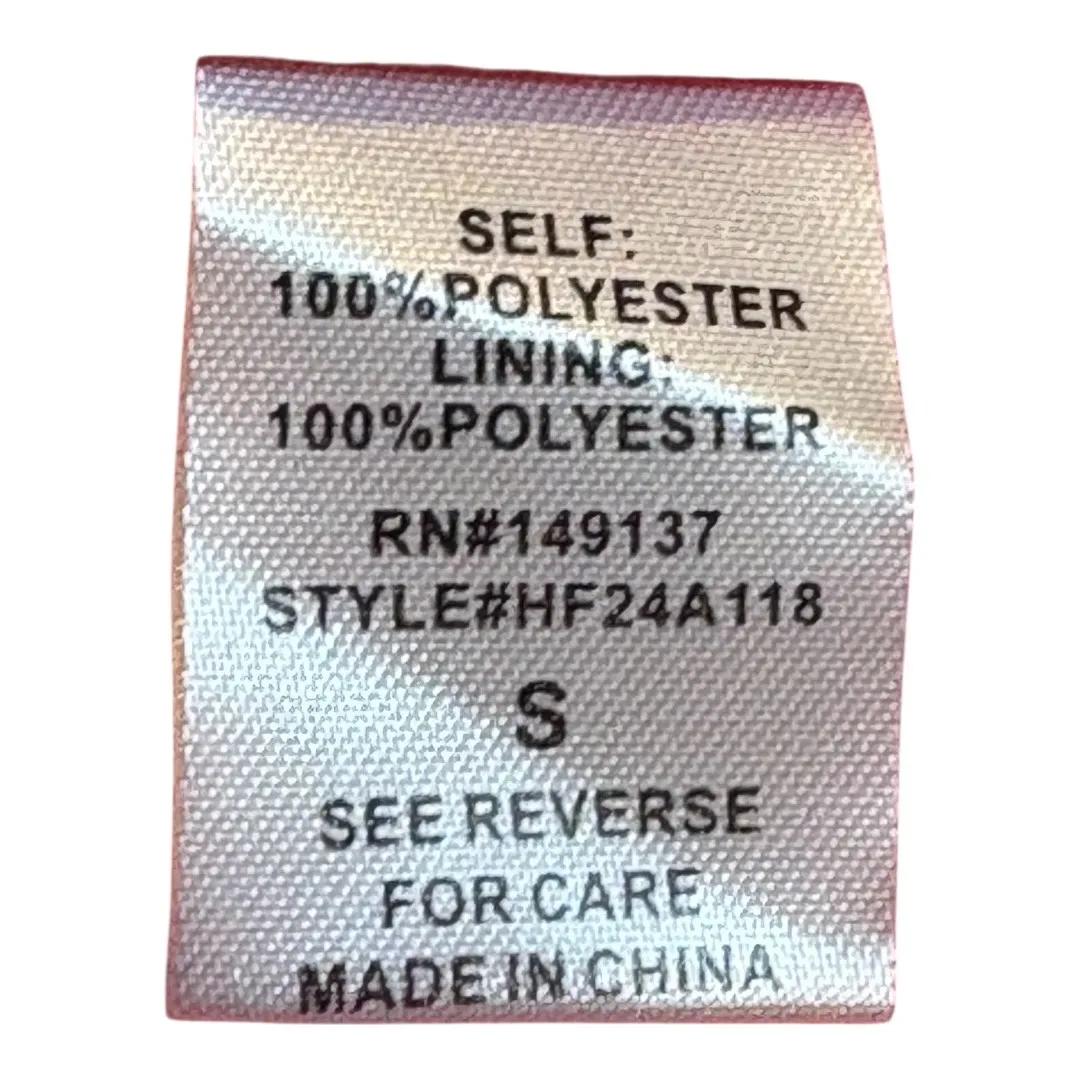 SELF:
100%POLYESTER
LINING:
100%POLYESTER
RN#149137
STYLE#HF24A118
S
SEE REVERSE
FOR CARE
MADE IN CHINA